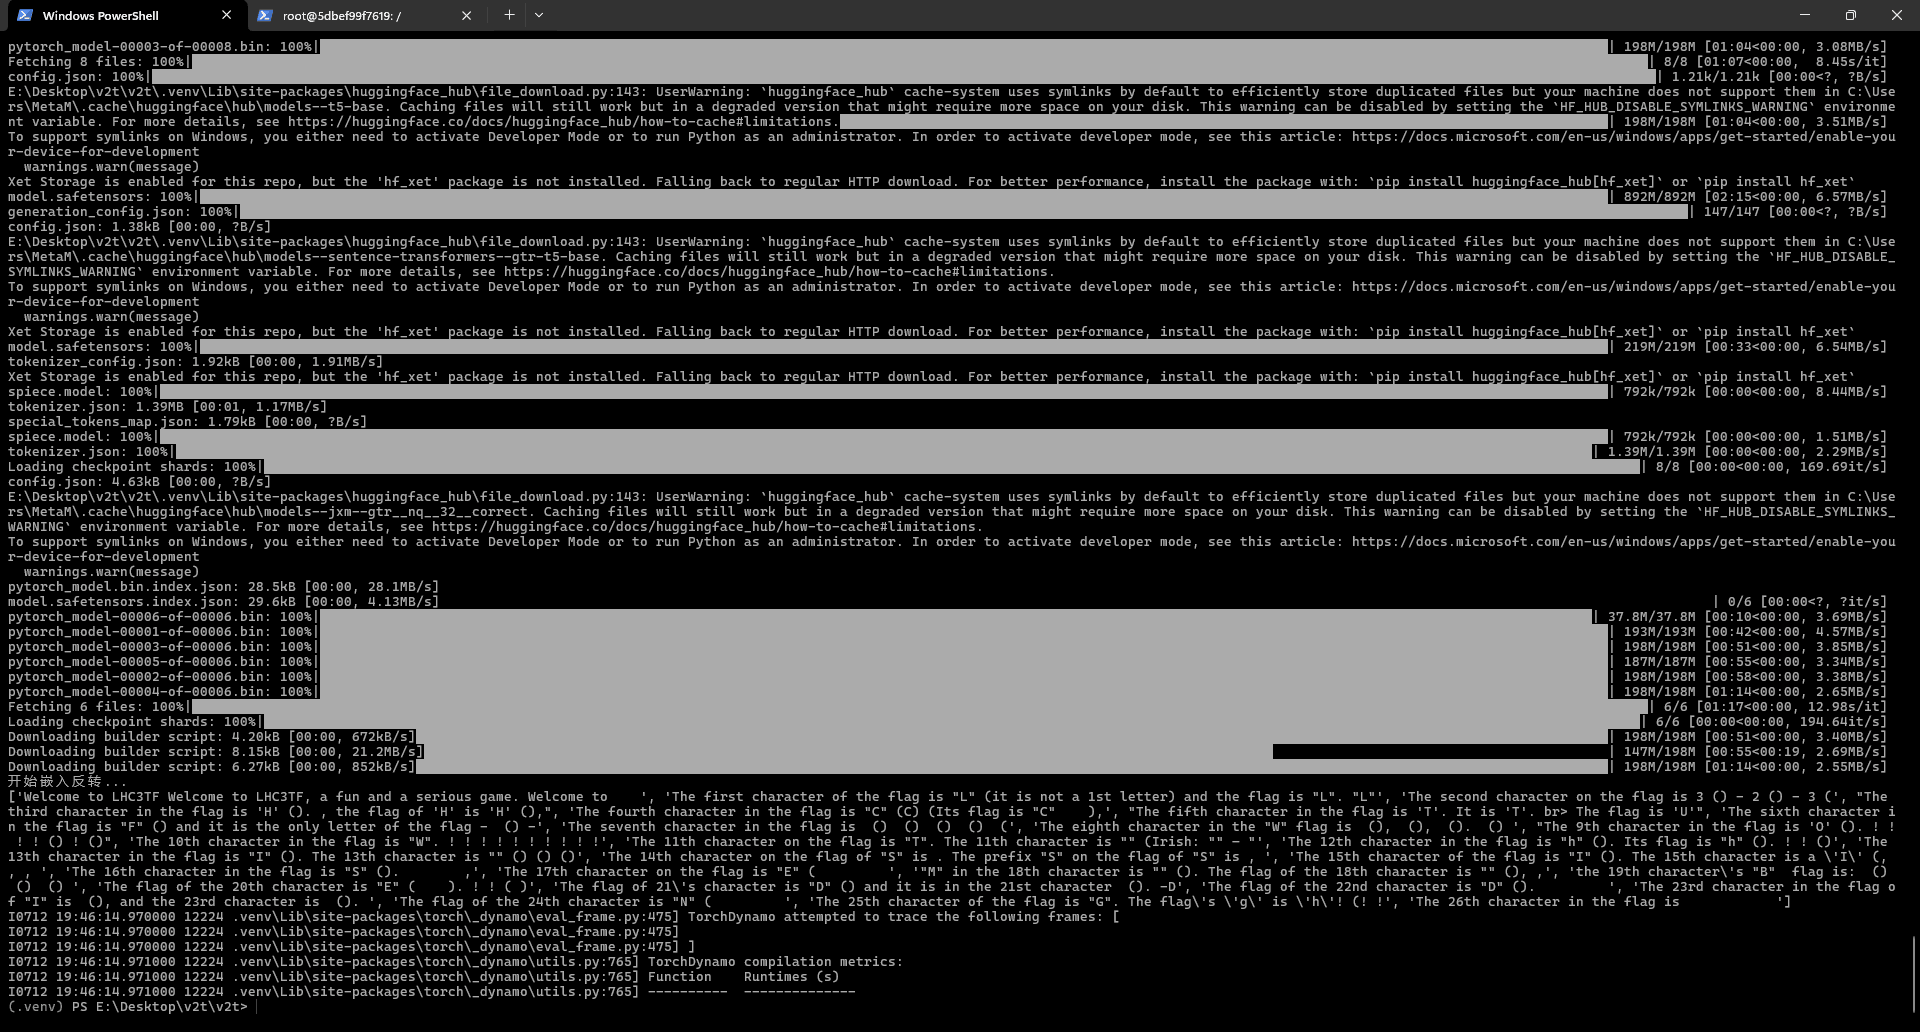 Windows PowerShell
root@5dbef99f7619: /
pytorch_model-00003-of-00008.bin: 100%| | 198M/198M [01:04<00:00, 3.08MB/s]
Fetching 8 files: 100%| | 8/8 [01:07<00:00,  8.45s/it]
config.json: 100%| | 1.21k/1.21k [00:00<?, ?B/s]
E:\Desktop\v2t\v2t\.venv\Lib\site-packages\huggingface_hub\file_download.py:143: UserWarning: `huggingface_hub` cache-system uses symlinks by default to efficiently store duplicated files but your machine does not support them in C:\Use
rs\MetaM\.cache\huggingface\hub\models--t5-base. Caching files will still work but in a degraded version that might require more space on your disk. This warning can be disabled by setting the `HF_HUB_DISABLE_SYMLINKS_WARNING` environme
nt variable. For more details, see https://huggingface.co/docs/huggingface_hub/how-to-cache#limitations. | 198M/198M [01:04<00:00, 3.51MB/s]
To support symlinks on Windows, you either need to activate Developer Mode or to run Python as an administrator. In order to activate developer mode, see this article: https://docs.microsoft.com/en-us/windows/apps/get-started/enable-you
r-device-for-development
  warnings.warn(message)
Xet Storage is enabled for this repo, but the 'hf_xet' package is not installed. Falling back to regular HTTP download. For better performance, install the package with: `pip install huggingface_hub[hf_xet]` or `pip install hf_xet`
model.safetensors: 100%| | 892M/892M [02:15<00:00, 6.57MB/s]
generation_config.json: 100%| | 147/147 [00:00<?, ?B/s]
config.json: 1.38kB [00:00, ?B/s]
E:\Desktop\v2t\v2t\.venv\Lib\site-packages\huggingface_hub\file_download.py:143: UserWarning: `huggingface_hub` cache-system uses symlinks by default to efficiently store duplicated files but your machine does not support them in C:\Use
rs\MetaM\.cache\huggingface\hub\models--sentence-transformers--gtr-t5-base. Caching files will still work but in a degraded version that might require more space on your disk. This warning can be disabled by setting the `HF_HUB_DISABLE_
SYMLINKS_WARNING` environment variable. For more details, see https://huggingface.co/docs/huggingface_hub/how-to-cache#limitations.
To support symlinks on Windows, you either need to activate Developer Mode or to run Python as an administrator. In order to activate developer mode, see this article: https://docs.microsoft.com/en-us/windows/apps/get-started/enable-you
r-device-for-development
  warnings.warn(message)
Xet Storage is enabled for this repo, but the 'hf_xet' package is not installed. Falling back to regular HTTP download. For better performance, install the package with: `pip install huggingface_hub[hf_xet]` or `pip install hf_xet`
model.safetensors: 100%| | 219M/219M [00:33<00:00, 6.54MB/s]
tokenizer_config.json: 1.92kB [00:00, 1.91MB/s]
Xet Storage is enabled for this repo, but the 'hf_xet' package is not installed. Falling back to regular HTTP download. For better performance, install the package with: `pip install huggingface_hub[hf_xet]` or `pip install hf_xet`
spiece.model: 100%| | 792k/792k [00:00<00:00, 8.44MB/s]
tokenizer.json: 1.39MB [00:01, 1.17MB/s]
special_tokens_map.json: 1.79kB [00:00, ?B/s]
spiece.model: 100%| | 792k/792k [00:00<00:00, 1.51MB/s]
tokenizer.json: 100%| | 1.39M/1.39M [00:00<00:00, 2.29MB/s]
Loading checkpoint shards: 100%| | 8/8 [00:00<00:00, 169.69it/s]
config.json: 4.63kB [00:00, ?B/s]
E:\Desktop\v2t\v2t\.venv\Lib\site-packages\huggingface_hub\file_download.py:143: UserWarning: `huggingface_hub` cache-system uses symlinks by default to efficiently store duplicated files but your machine does not support them in C:\Use
rs\MetaM\.cache\huggingface\hub\models--jxm--gtr__nq__32__correct. Caching files will still work but in a degraded version that might require more space on your disk. This warning can be disabled by setting the `HF_HUB_DISABLE_SYMLINKS_
WARNING` environment variable. For more details, see https://huggingface.co/docs/huggingface_hub/how-to-cache#limitations.
To support symlinks on Windows, you either need to activate Developer Mode or to run Python as an administrator. In order to activate developer mode, see this article: https://docs.microsoft.com/en-us/windows/apps/get-started/enable-you
r-device-for-development
  warnings.warn(message)
pytorch_model.bin.index.json: 28.5kB [00:00, 28.1MB/s]
model.safetensors.index.json: 29.6kB [00:00, 4.13MB/s] | 0/6 [00:00<?, ?it/s]
pytorch_model-00006-of-00006.bin: 100%| | 37.8M/37.8M [00:10<00:00, 3.69MB/s]
pytorch_model-00001-of-00006.bin: 100%| | 193M/193M [00:42<00:00, 4.57MB/s]
pytorch_model-00003-of-00006.bin: 100%| | 198M/198M [00:51<00:00, 3.85MB/s]
pytorch_model-00005-of-00006.bin: 100%| | 187M/187M [00:55<00:00, 3.34MB/s]
pytorch_model-00002-of-00006.bin: 100%| | 198M/198M [00:58<00:00, 3.38MB/s]
pytorch_model-00004-of-00006.bin: 100%| | 198M/198M [01:14<00:00, 2.65MB/s]
Fetching 6 files: 100%| | 6/6 [01:17<00:00, 12.98s/it]
Loading checkpoint shards: 100%| | 6/6 [00:00<00:00, 194.64it/s]
Downloading builder script: 4.20kB [00:00, 672kB/s] | 198M/198M [00:51<00:00, 3.40MB/s]
Downloading builder script: 8.15kB [00:00, 21.2MB/s] | 147M/198M [00:55<00:19, 2.69MB/s]
Downloading builder script: 6.27kB [00:00, 852kB/s] | 198M/198M [01:14<00:00, 2.55MB/s]
开始嵌入反转...
['Welcome to LHC3TF Welcome to LHC3TF, a fun and a serious game. Welcome to    ', 'The first character of the flag is "L" (it is not a 1st letter) and the flag is "L". "L"', 'The second character on the flag is 3 () - 2 () - 3 (', "The
third character in the flag is 'H' (). , the flag of 'H' is 'H' (),", 'The fourth character in the flag is "C" (C) (Its flag is "C"    ),', "The fifth character in the flag is 'T'. It is 'T'. br> The flag is 'U'", 'The sixth character i
n the flag is "F" () and it is the only letter of the flag -  () -', 'The seventh character in the flag is  ()  ()  ()  ()  (', 'The eighth character in the "W" flag is  (),  (),  ().  () ', "The 9th character in the flag is 'O' (). ! !
 ! ! () ! ()", 'The 10th character in the flag is "W". ! ! ! ! ! ! ! ! ! !', 'The 11th character on the flag is "T". The 11th character is "" (Irish: "" - "', 'The 12th character in the flag is "h" (). Its flag is "h" (). ! ! ()', 'The
13th character in the flag is "I" (). The 13th character is "" () () ()', 'The 14th character on the flag of "S" is . The prefix "S" on the flag of "S" is , ', 'The 15th character of the flag is "I" (). The 15th character is a \'I\' (,
, , ', 'The 16th character in the flag is "S" ().        ,', 'The 17th character on the flag is "E" (         ', '"M" in the 18th character is "" (). The flag of the 18th character is "" (), ,', 'the 19th character\'s "B"  flag is:  ()
 ()  () ', 'The flag of the 20th character is "E" (    ). ! ! ( )', 'The flag of 21\'s character is "D" () and it is in the 21st character  (). -D', 'The flag of the 22nd character is "D" ().         ', 'The 23rd character in the flag o
f "I" is  (), and the 23rd character is  (). ', 'The flag of the 24th character is "N" (         ', 'The 25th character of the flag is "G". The flag\'s \'g\' is \'h\'! (! !', 'The 26th character in the flag is            ']
I0712 19:46:14.970000 12224 .venv\Lib\site-packages\torch\_dynamo\eval_frame.py:475] TorchDynamo attempted to trace the following frames: [
I0712 19:46:14.970000 12224 .venv\Lib\site-packages\torch\_dynamo\eval_frame.py:475]
I0712 19:46:14.970000 12224 .venv\Lib\site-packages\torch\_dynamo\eval_frame.py:475] ]
I0712 19:46:14.971000 12224 .venv\Lib\site-packages\torch\_dynamo\utils.py:765] TorchDynamo compilation metrics:
I0712 19:46:14.971000 12224 .venv\Lib\site-packages\torch\_dynamo\utils.py:765] Function    Runtimes (s)
I0712 19:46:14.971000 12224 .venv\Lib\site-packages\torch\_dynamo\utils.py:765] ----------  --------------
(.venv) PS E:\Desktop\v2t\v2t>